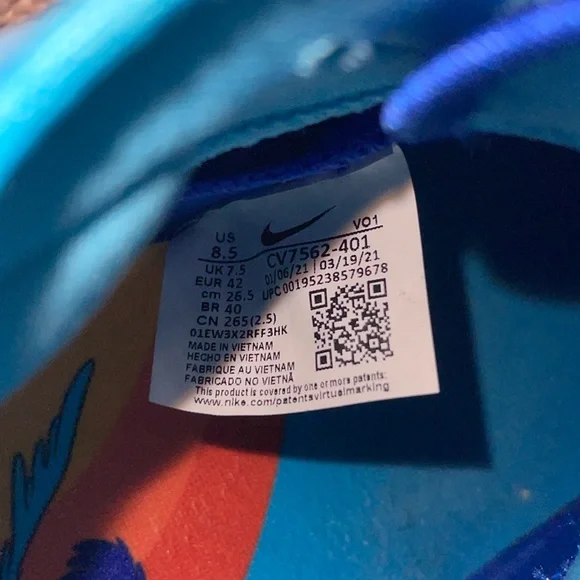 US VO1
8.5 CV7562-401
UK 7.5 01/06/21 | 03/19/21
EUR 42 UPC 00195238579678
cm 26.5
BR 40
CN 265(2.5)
01EW3X2RFF3HK
MADE IN VIETNAM
HECHO EN VIETNAM
FABRIQUE AU VIETNAM
FABRICADO NO VIETNÃ
This product is covered by one or more patents:
www.nike.com/patentsvirtualmarking